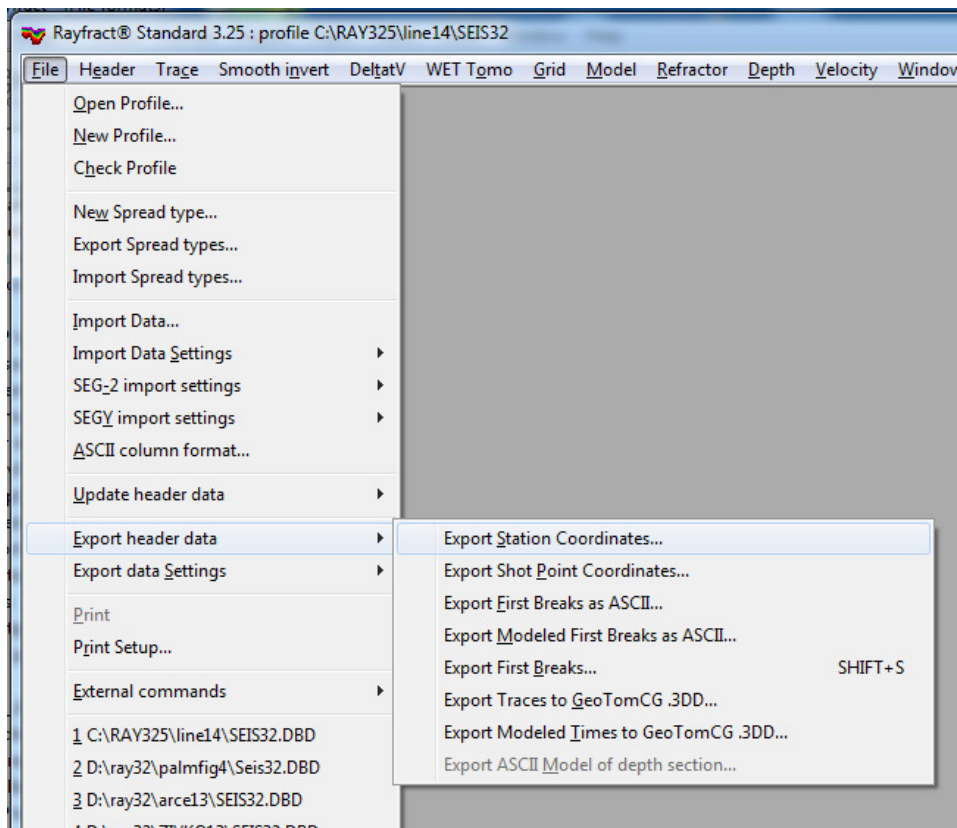 Rayfract® Standard 3.25 : profile C:\RAY325\line14\SEIS32
File Header Trace Smooth invert DeltatV WET Tomo Grid Model Refractor Depth Velocity Window
Open Profile...
New Profile...
Check Profile
New Spread type...
Export Spread types...
Import Spread types...
Import Data...
Import Data Settings
SEG-2 import settings
SEGY import settings
ASCII column format...
Update header data
Export header data
Export data Settings
Print
Print Setup...
External commands
1 C:\RAY325\line14\SEIS32.DBD
2 D:\ray32\palmfig4\Seis32.DBD
3 D:\ray32\arce13\SEIS32.DBD
Export Station Coordinates...
Export Shot Point Coordinates...
Export First Breaks as ASCII...
Export Modeled First Breaks as ASCII...
Export First Breaks... SHIFT+S
Export Traces to GeoTomCG .3DD...
Export Modeled Times to GeoTomCG .3DD...
Export ASCII Model of depth section...